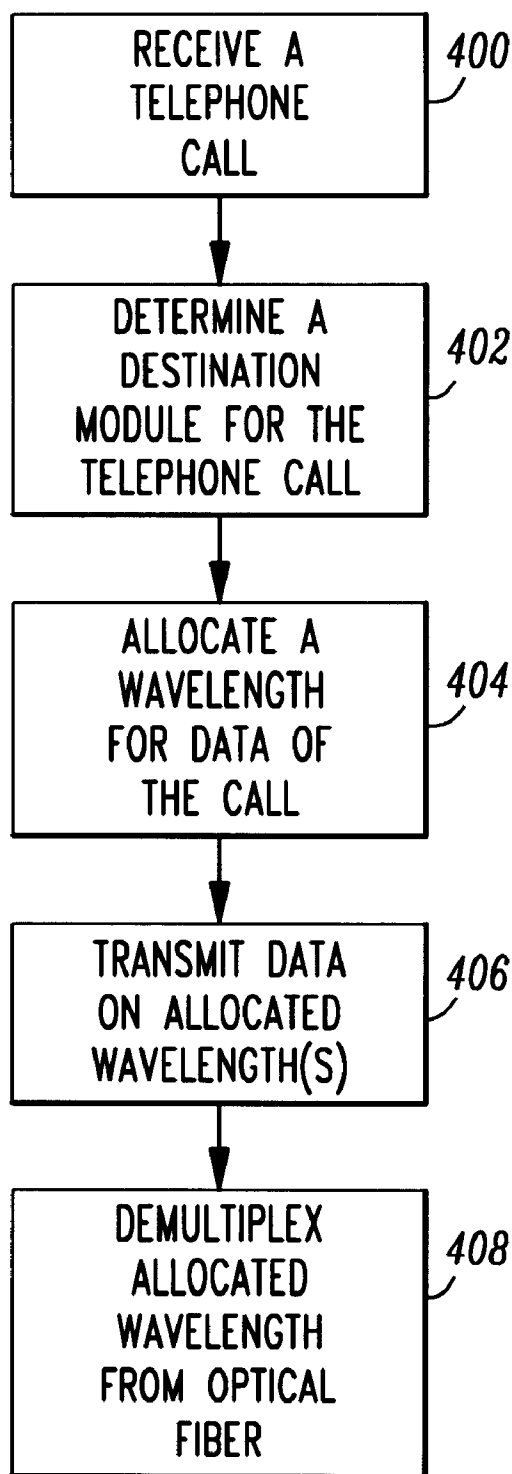 RECEIVE A
TELEPHONE
CALL
400
DETERMINE A
DESTINATION
MODULE FOR THE
TELEPHONE CALL
402
ALLOCATE A
WAVELENGTH
FOR DATA OF
THE CALL
404
TRANSMIT DATA
ON ALLOCATED
WAVELENGTH(S)
406
DEMULTIPLEX
ALLOCATED
WAVELENGTH
FROM OPTICAL
FIBER
408